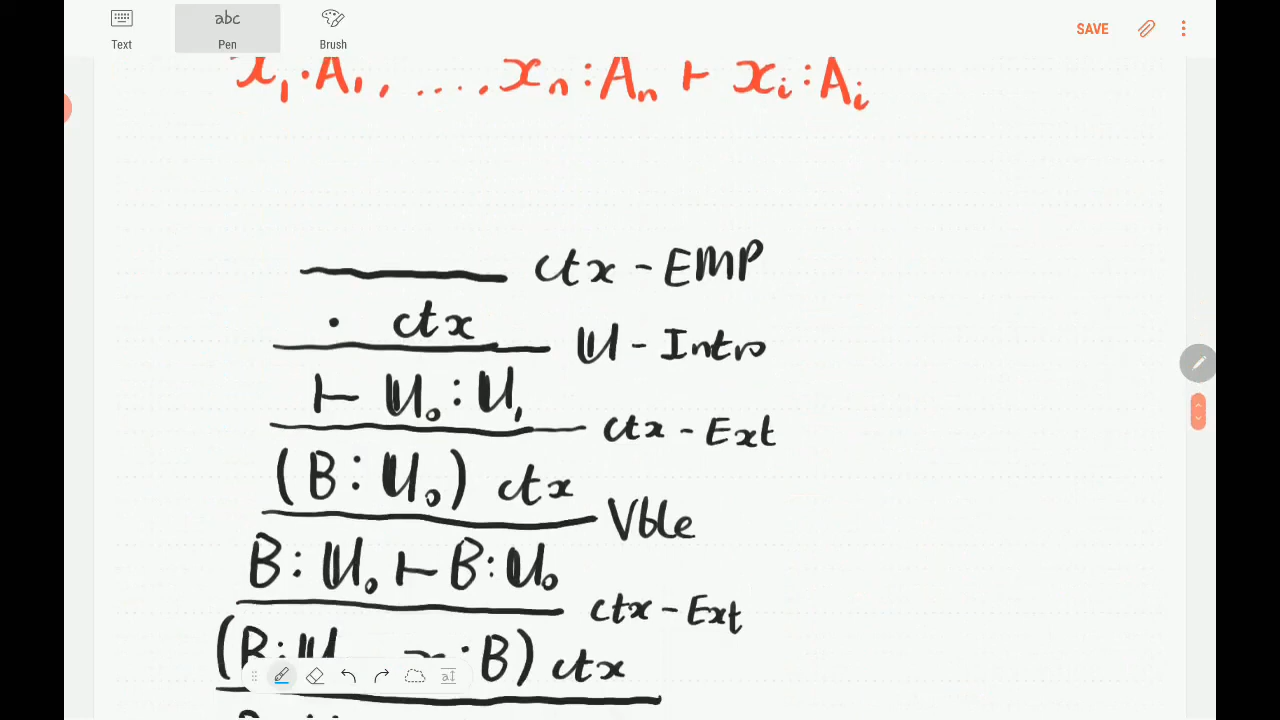 Text
abc
Pen
Brush
SAVE
x₁:A₁, ...., xₙ:Aₙ ⊢ xᵢ:Aᵢ
ctx - EMP
· ctx
U - Intro
⊢ U₀ : U₁
ctx - Ext
(B : U₀) ctx
Vble
B : U₀ ⊢ B : U₀
ctx - Ext
(B : U x : B) ctx